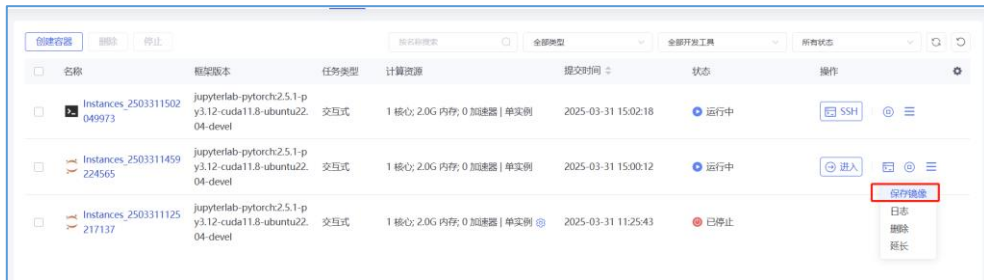 创建容器 删除 停止 按名称搜索 全部类型 全部开发工具 所有状态
名称 框架版本 任务类型 计算资源 提交时间 状态 操作
Instances_2503311502
049973
jupyterlab-pytorch:2.5.1-p
y3.12-cuda11.8-ubuntu22.
04-devel
交互式 1 核心; 2.0G 内存; 0 加速器 | 单实例 2025-03-31 15:02:18 运行中 SSH
Instances_2503311459
224565
jupyterlab-pytorch:2.5.1-p
y3.12-cuda11.8-ubuntu22.
04-devel
交互式 1 核心; 2.0G 内存; 0 加速器 | 单实例 2025-03-31 15:00:12 运行中 进入
保存镜像
日志
删除
延长
Instances_2503311125
217137
jupyterlab-pytorch:2.5.1-p
y3.12-cuda11.8-ubuntu22.
04-devel
交互式 1 核心; 2.0G 内存; 0 加速器 | 单实例 2025-03-31 11:25:43 已停止